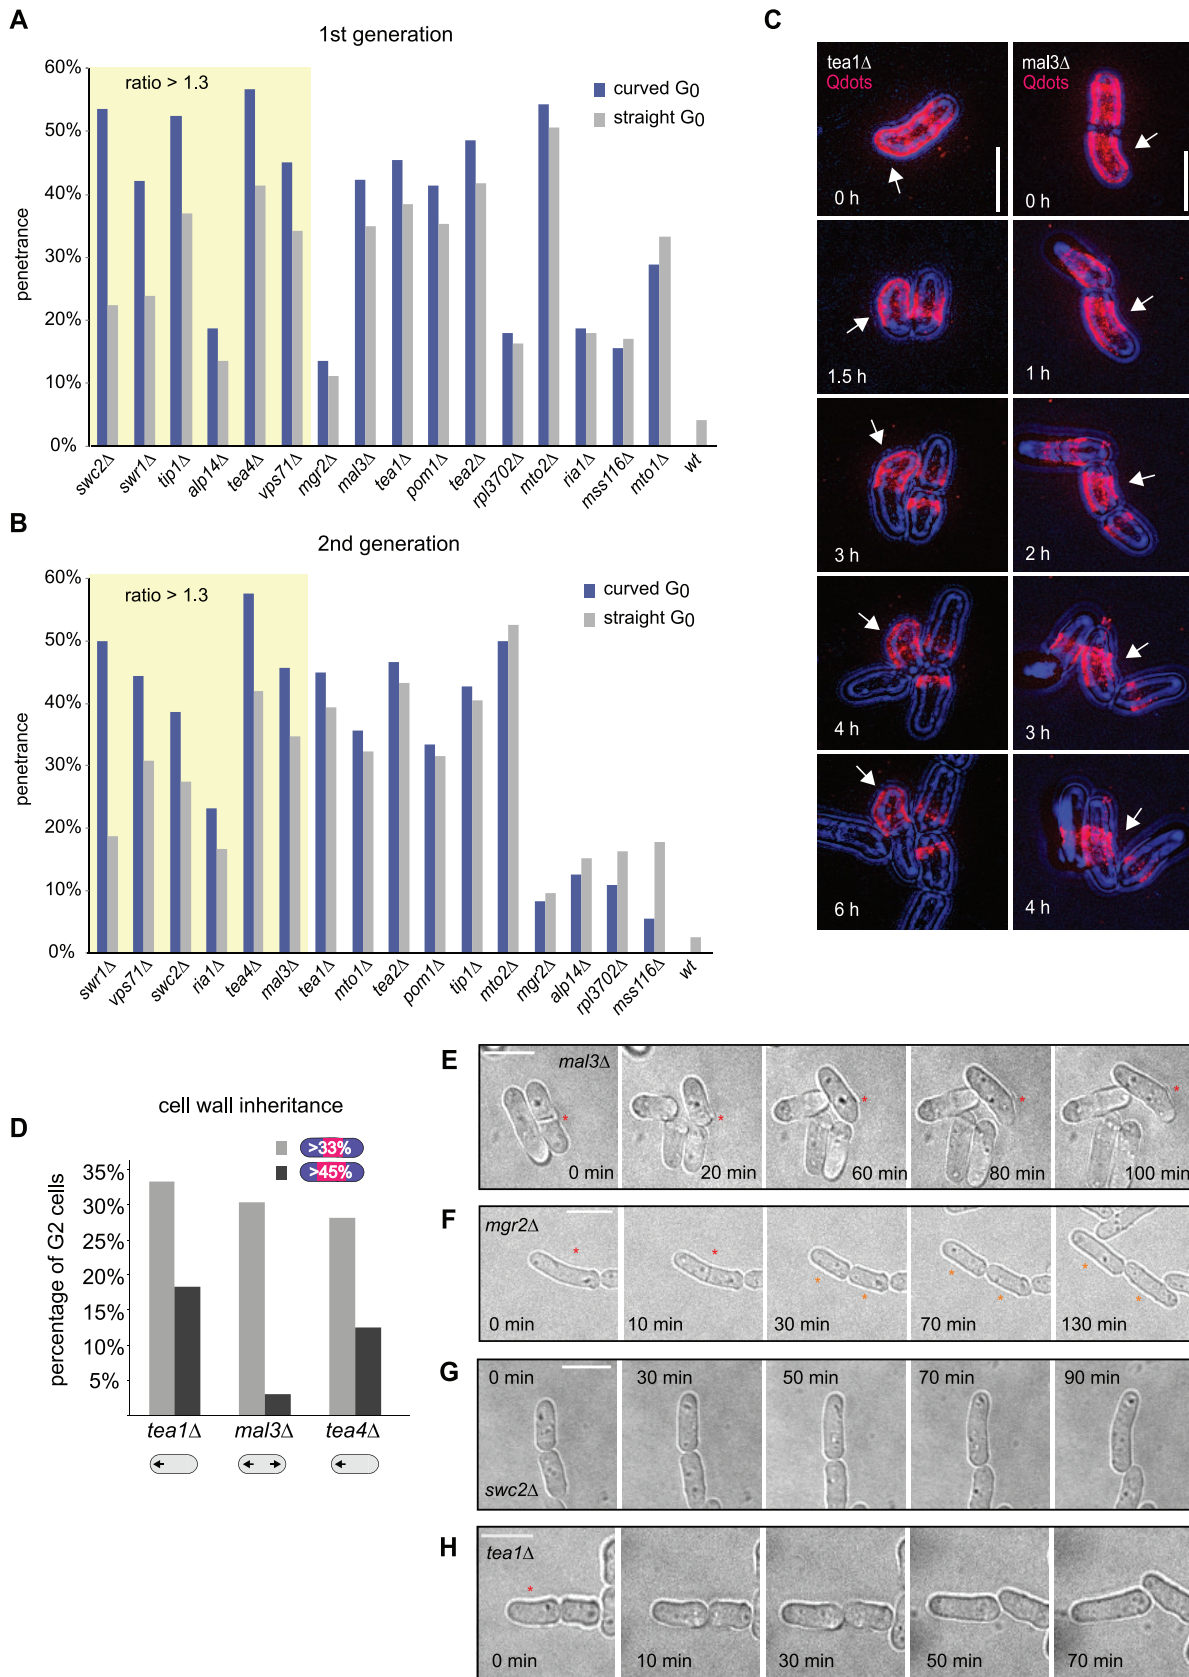 A
1st generation
60%
50%
40%
30%
20%
10%
0%
penetrance
ratio > 1.3
curved G0
straight G0
swc2Δ
swr1Δ
tip1Δ
alp14Δ
tea4Δ
vps71Δ
mgr2Δ
mal3Δ
tea1Δ
pom1Δ
tea2Δ
rpl3702Δ
mto2Δ
ria1Δ
mss116Δ
mto1Δ
wt
B
2nd generation
60%
50%
40%
30%
20%
10%
0%
penetrance
ratio > 1.3
curved G0
straight G0
swr1Δ
vps71Δ
swc2Δ
ria1Δ
tea4Δ
mal3Δ
tea1Δ
mto1Δ
tea2Δ
pom1Δ
tip1Δ
mto2Δ
mgr2Δ
alp14Δ
rpl3702Δ
mss116Δ
wt
C
tea1Δ
Qdots
0 h
1.5 h
3 h
4 h
6 h
mal3Δ
Qdots
0 h
1 h
2 h
3 h
4 h
D
cell wall inheritance
>33%
>45%
35%
30%
25%
20%
15%
10%
5%
percentage of G2 cells
tea1Δ
mal3Δ
tea4Δ
E
mal3Δ
*
0 min
*
20 min
*
60 min
*
80 min
*
100 min
F
mgr2Δ
*
0 min
*
10 min
*
*
30 min
*
*
70 min
*
*
130 min
G
0 min
30 min
50 min
70 min
90 min
swc2Δ
H
tea1Δ
*
0 min
10 min
30 min
50 min
70 min